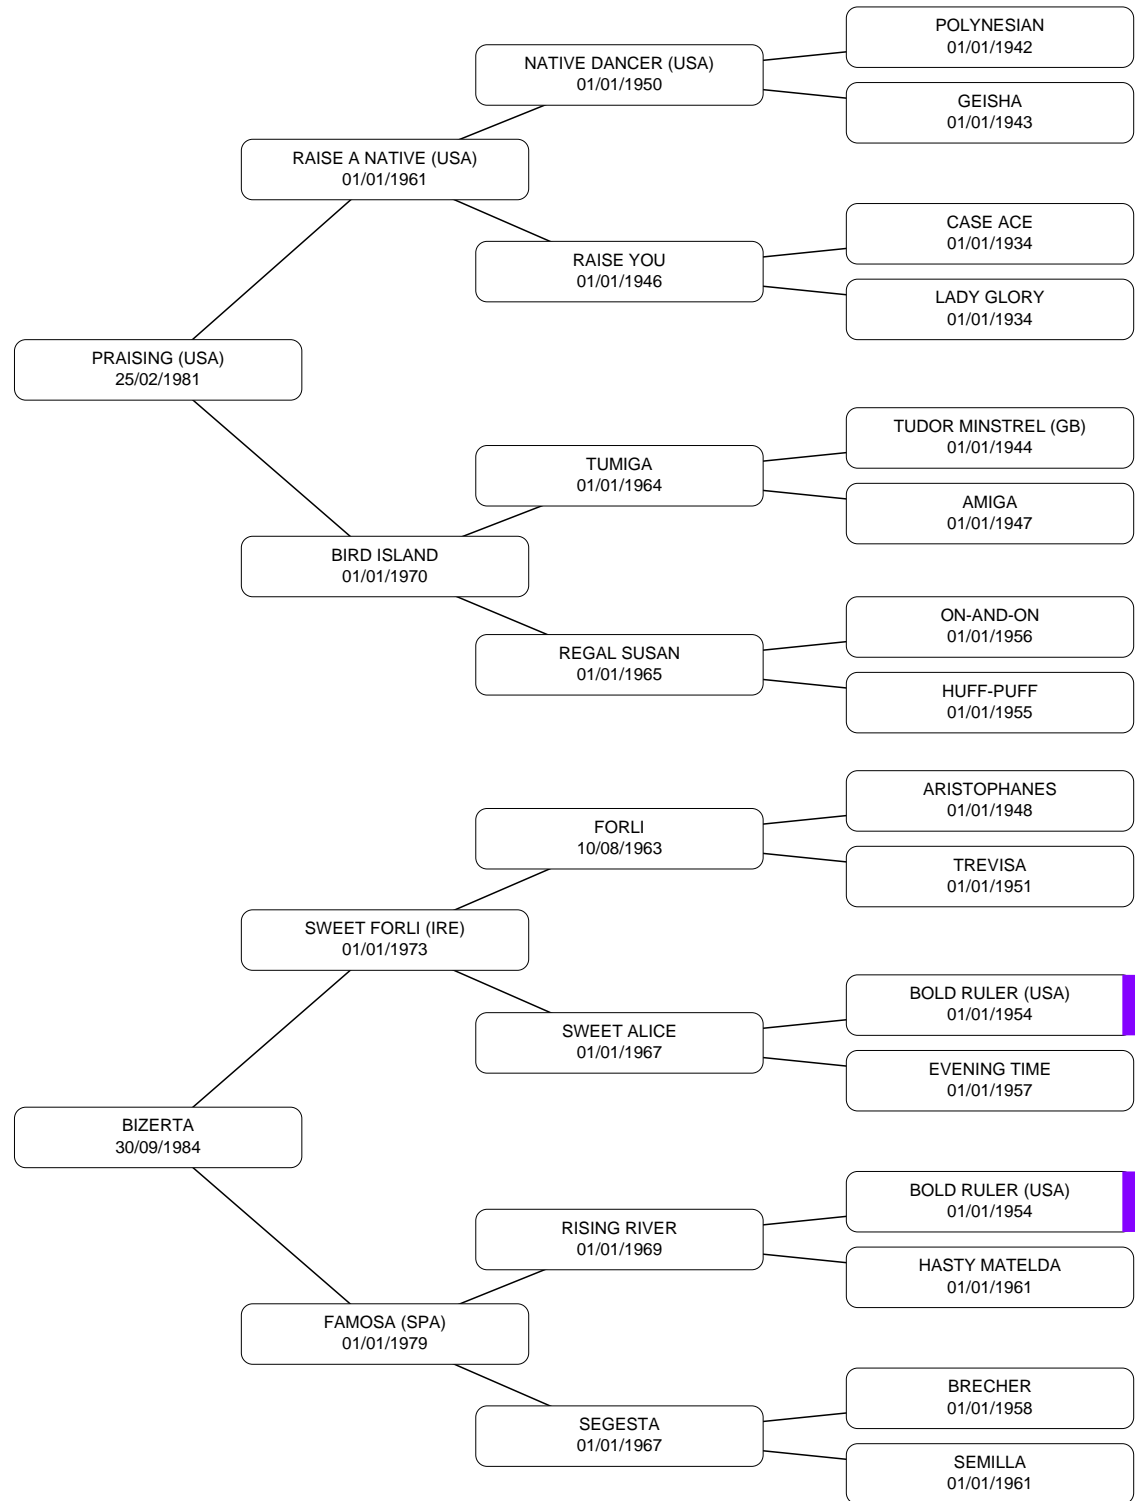 POLYNESIAN
01/01/1942
NATIVE DANCER (USA)
01/01/1950
GEISHA
01/01/1943
RAISE A NATIVE (USA)
01/01/1961
CASE ACE
01/01/1934
RAISE YOU
01/01/1946
LADY GLORY
01/01/1934
PRAISING (USA)
25/02/1981
TUDOR MINSTREL (GB)
01/01/1944
TUMIGA
01/01/1964
AMIGA
01/01/1947
BIRD ISLAND
01/01/1970
ON-AND-ON
01/01/1956
REGAL SUSAN
01/01/1965
HUFF-PUFF
01/01/1955
ARISTOPHANES
01/01/1948
FORLI
10/08/1963
TREVISA
01/01/1951
SWEET FORLI (IRE)
01/01/1973
BOLD RULER (USA)
01/01/1954
SWEET ALICE
01/01/1967
EVENING TIME
01/01/1957
BIZERTA
30/09/1984
BOLD RULER (USA)
01/01/1954
RISING RIVER
01/01/1969
HASTY MATELDA
01/01/1961
FAMOSA (SPA)
01/01/1979
BRECHER
01/01/1958
SEGESTA
01/01/1967
SEMILLA
01/01/1961